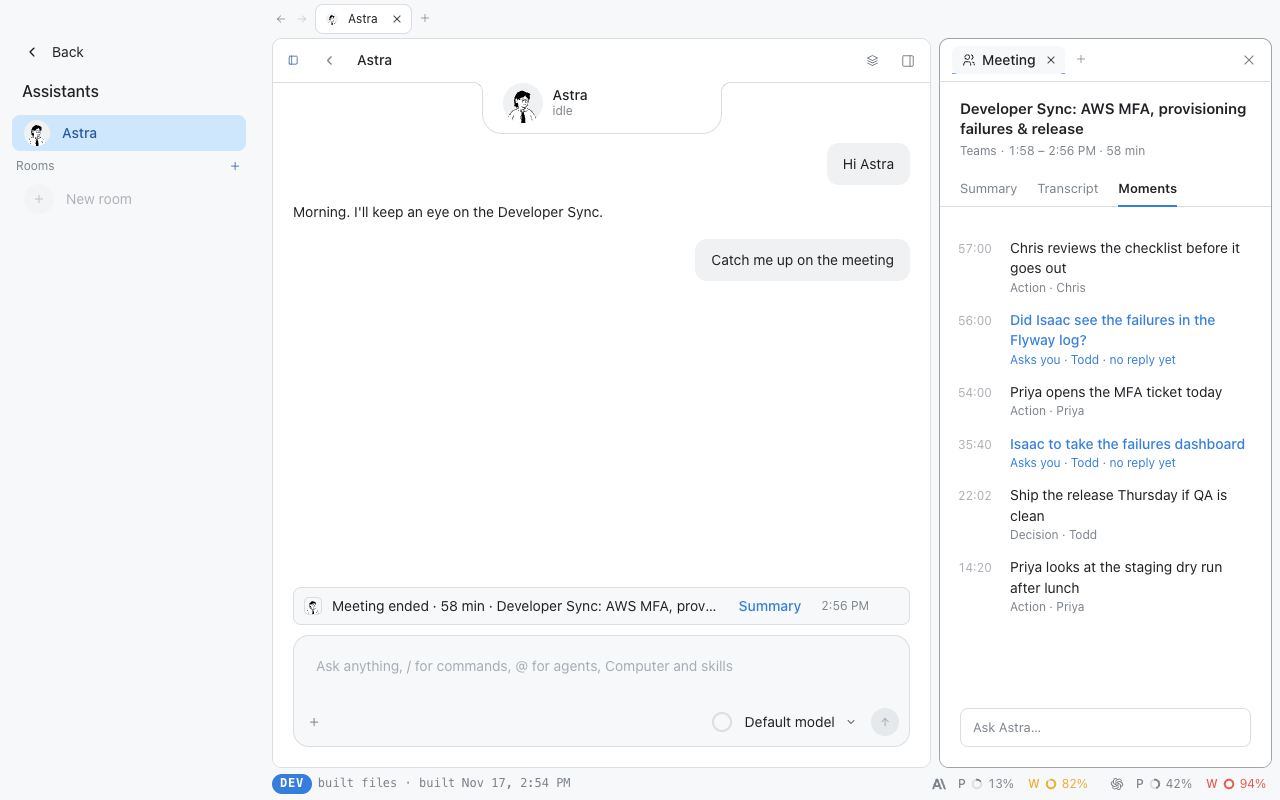 Astra
Back
Assistants
Astra
Rooms
New room
Astra
Astra
idle
Hi Astra
Morning. I'll keep an eye on the Developer Sync.
Catch me up on the meeting
Meeting ended · 58 min · Developer Sync: AWS MFA, prov... Summary 2:56 PM
Ask anything, / for commands, @ for agents, Computer and skills
Default model
Meeting
Developer Sync: AWS MFA, provisioning
failures & release
Teams · 1:58 – 2:56 PM · 58 min
Summary Transcript Moments
57:00 Chris reviews the checklist before it
goes out
Action · Chris
56:00 Did Isaac see the failures in the
Flyway log?
Asks you · Todd · no reply yet
54:00 Priya opens the MFA ticket today
Action · Priya
35:40 Isaac to take the failures dashboard
Asks you · Todd · no reply yet
22:02 Ship the release Thursday if QA is
clean
Decision · Todd
14:20 Priya looks at the staging dry run
after lunch
Action · Priya
Ask Astra...
DEV built files · built Nov 17, 2:54 PM
P 13% W 82% P 42% W 94%